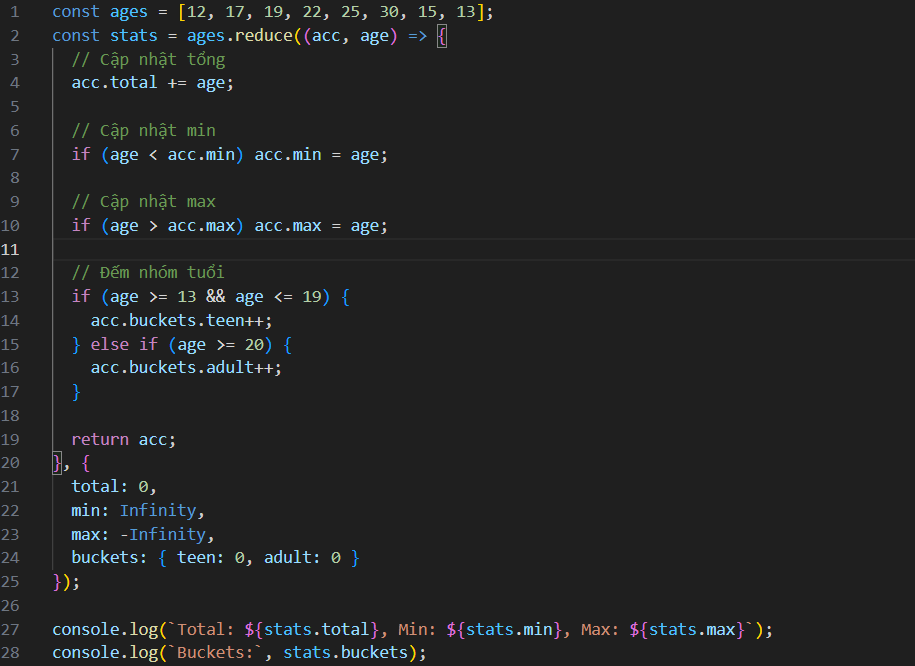 1 const ages = [12, 17, 19, 22, 25, 30, 15, 13];
2 const stats = ages.reduce((acc, age) => {
3 // Cập nhật tổng
4 acc.total += age;
5
6 // Cập nhật min
7 if (age < acc.min) acc.min = age;
8
9 // Cập nhật max
10 if (age > acc.max) acc.max = age;
11
12 // Đếm nhóm tuổi
13 if (age >= 13 && age <= 19) {
14 acc.buckets.teen++;
15 } else if (age >= 20) {
16 acc.buckets.adult++;
17 }
18
19 return acc;
20 }, {
21 total: 0,
22 min: Infinity,
23 max: -Infinity,
24 buckets: { teen: 0, adult: 0 }
25 });
26
27 console.log(`Total: ${stats.total}, Min: ${stats.min}, Max: ${stats.max}`);
28 console.log(`Buckets:`, stats.buckets);